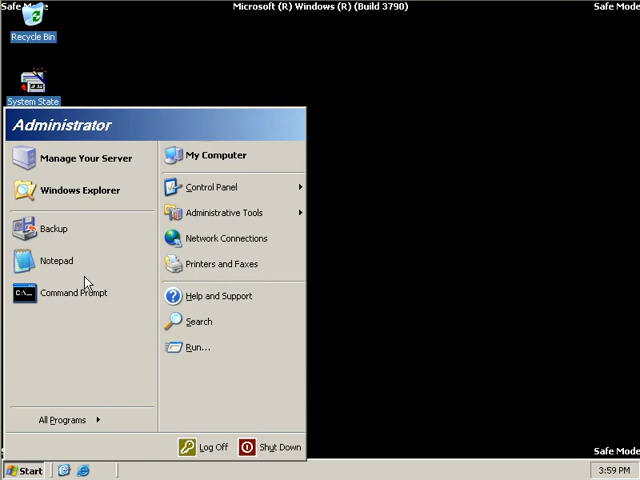 Safe Mode
Microsoft (R) Windows (R) (Build 3790)
Safe Mode
Recycle Bin
System State
Administrator
Manage Your Server
Windows Explorer
Backup
Notepad
Command Prompt
All Programs
My Computer
Control Panel
Administrative Tools
Network Connections
Printers and Faxes
Help and Support
Search
Run...
Log Off
Shut Down
Safe Mode
Start
3:59 PM